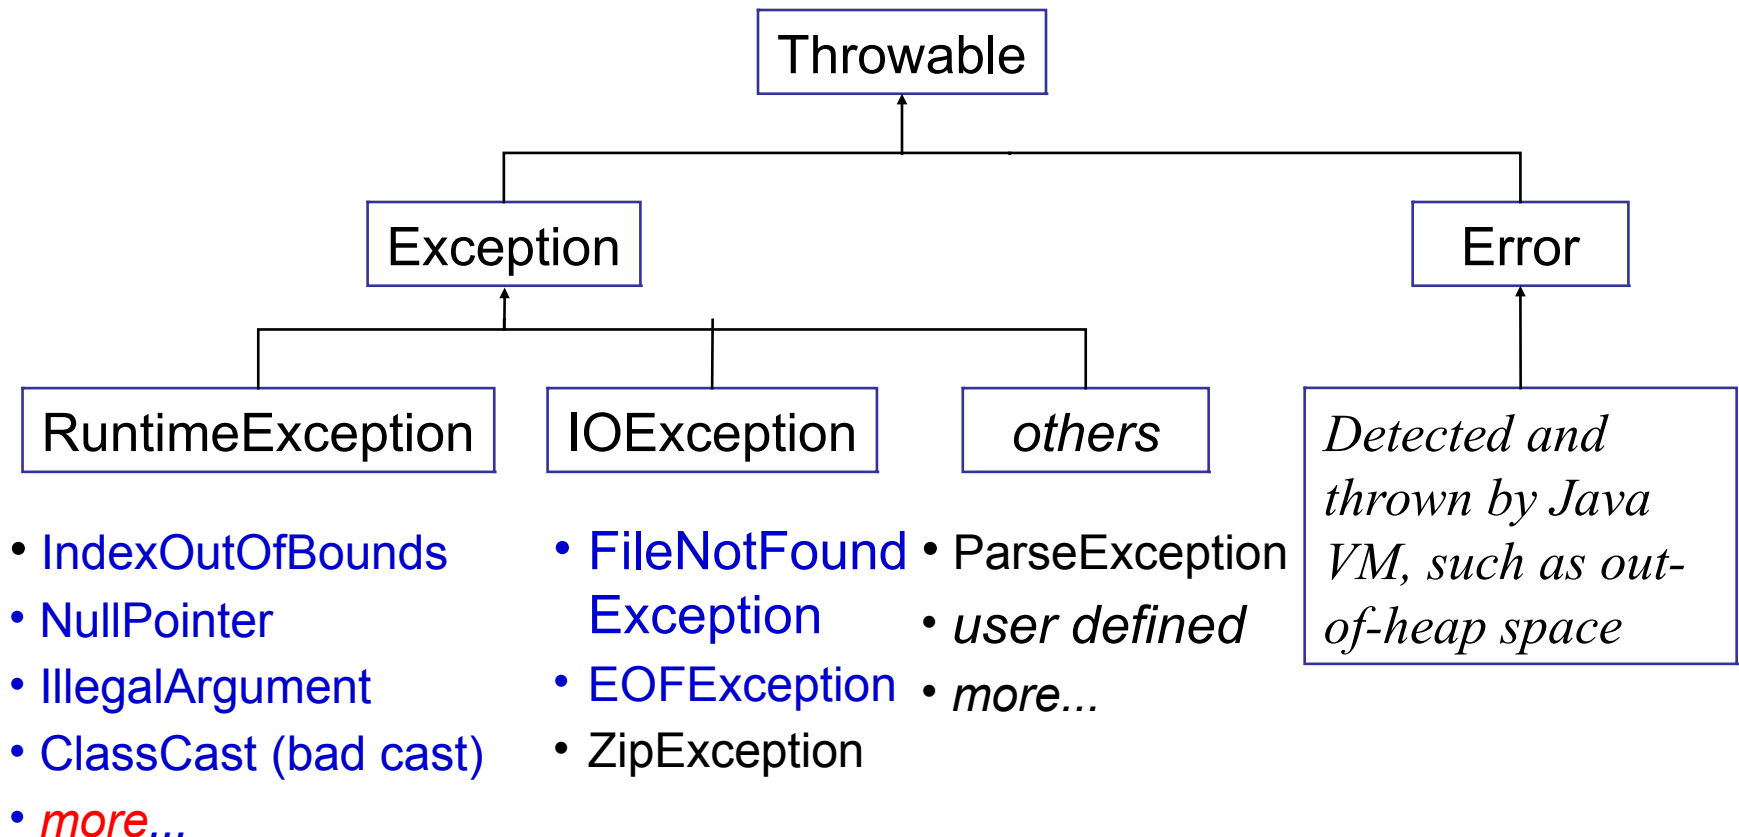 Throwable
Exception
Error
RuntimeException
IOException
others
Detected and
thrown by Java
VM, such as out-
of-heap space
• IndexOutOfBounds
• NullPointer
• IllegalArgument
• ClassCast (bad cast)
• more...
• FileNotFound
Exception
• EOFException
• ZipException
• ParseException
• user defined
• more...